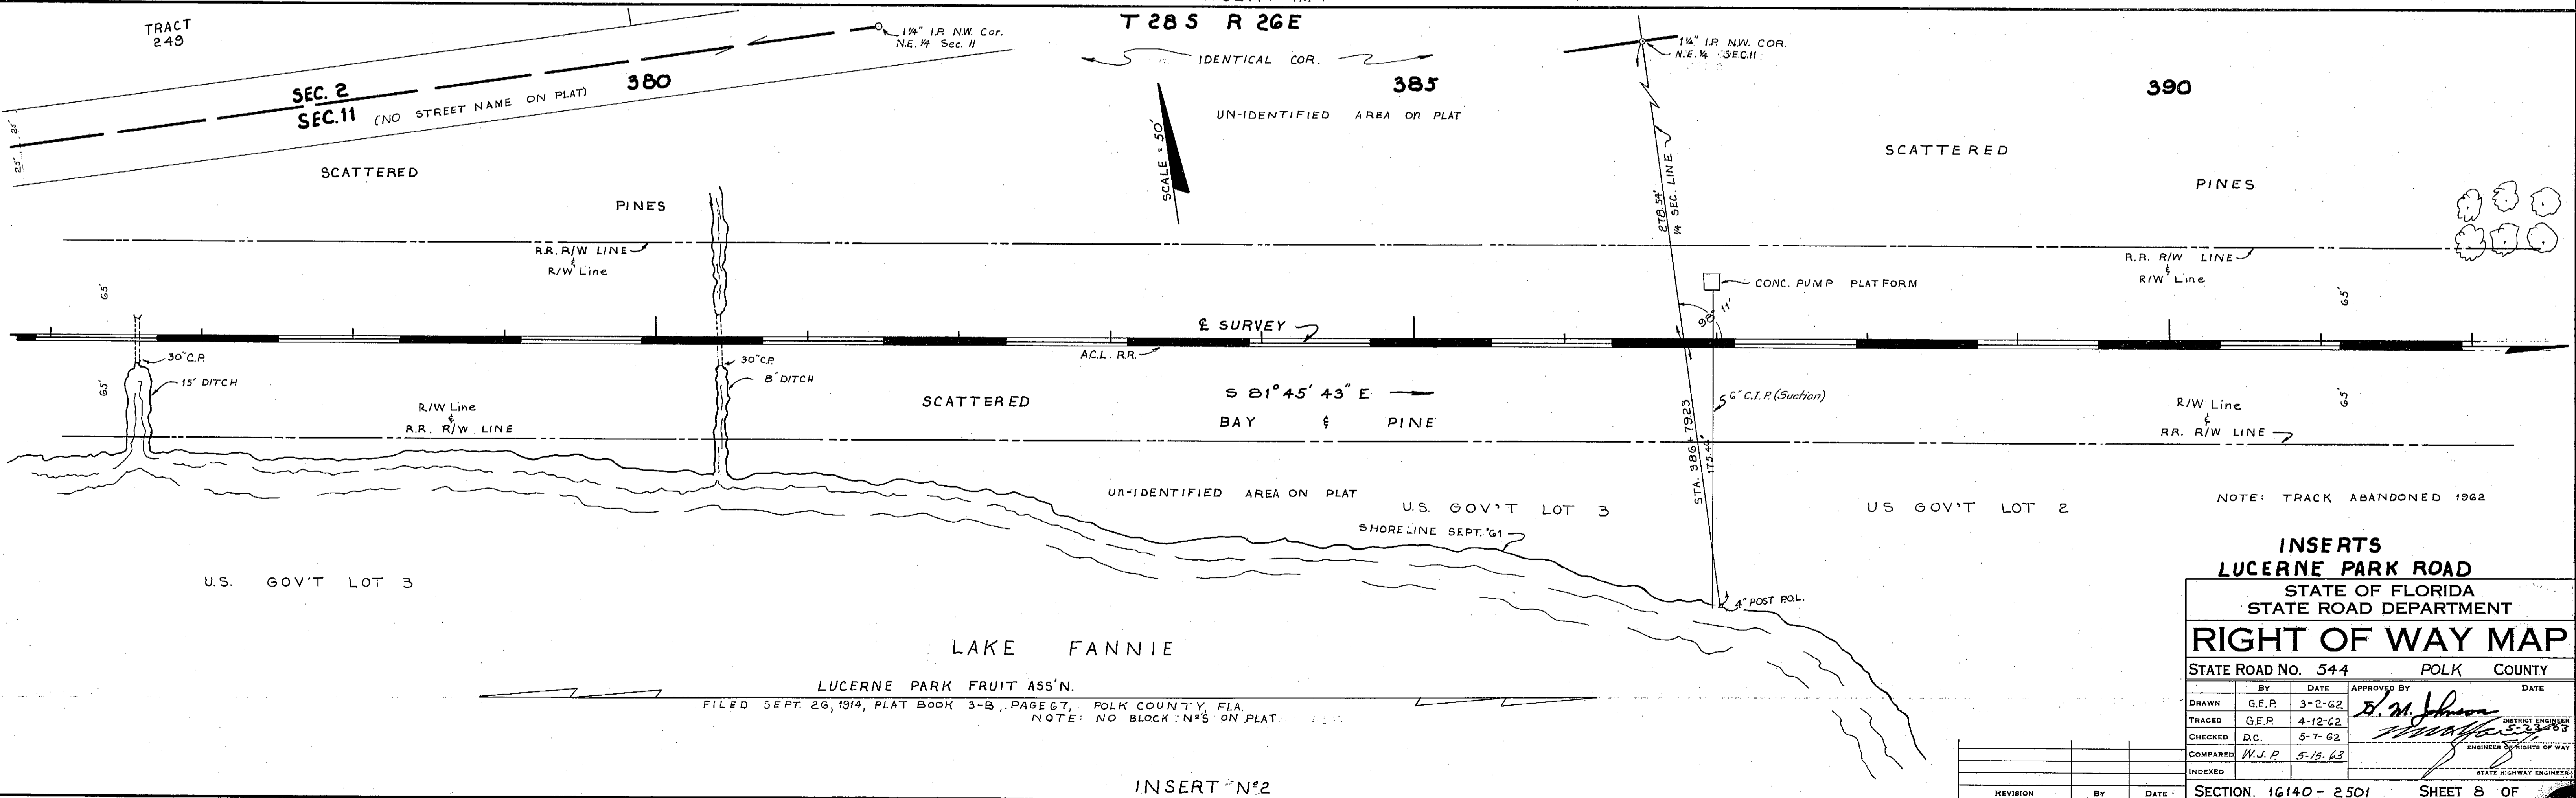 T 28 S R 26 E
TRACT
249
1¼" I.P. N.W. Cor.
N.E. ¼ Sec. 11
IDENTICAL COR.
1¼" I.P. N.W. COR.
N.E. ¼ SEC.11
380
385
390
SEC. 2
SEC. 11 (NO STREET NAME ON PLAT)
25'
25'
SCALE = 50'
UN-IDENTIFIED AREA ON PLAT
SCATTERED
PINES
SCATTERED
PINES
278.54'
¼ SEC. LINE
R.R. R/W LINE
&
R/W Line
R.R. R/W LINE
&
R/W Line
65'
65'
CONC. PUMP PLATFORM
90° 11'
℄ SURVEY
A.C.L. R.R.
30" C.P.
15' DITCH
30" C.P.
8' DITCH
65'
65'
SCATTERED
S 81° 45' 43" E
BAY & PINE
6" C.I.P. (Suction)
R/W Line
&
R.R. R/W LINE
R/W Line
&
RR. R/W LINE
STA. 386 + 79.23
UN-IDENTIFIED AREA ON PLAT
U.S. GOV'T LOT 3
US GOV'T LOT 2
NOTE: TRACK ABANDONED 1962
SHORELINE SEPT. '61
U.S. GOV'T LOT 3
4" POST P.O.L.
LAKE FANNIE
LUCERNE PARK FRUIT ASS'N.
FILED SEPT. 26, 1914, PLAT BOOK 3-B, PAGE 67, POLK COUNTY, FLA.
NOTE: NO BLOCK Nº'S ON PLAT
INSERT Nº2
INSERTS
LUCERNE PARK ROAD
STATE OF FLORIDA
STATE ROAD DEPARTMENT
RIGHT OF WAY MAP
STATE ROAD NO. 544 POLK COUNTY
BY DATE APPROVED BY DATE
DRAWN G.E.P. 3-2-62
TRACED G.E.P. 4-12-62 DISTRICT ENGINEER
CHECKED D.C. 5-7-62 5-23-63
COMPARED W.J.P. 5-15-63 ENGINEER OF RIGHTS OF WAY
INDEXED STATE HIGHWAY ENGINEER
REVISION BY DATE
SECTION. 16140 - 2501 SHEET 8 OF